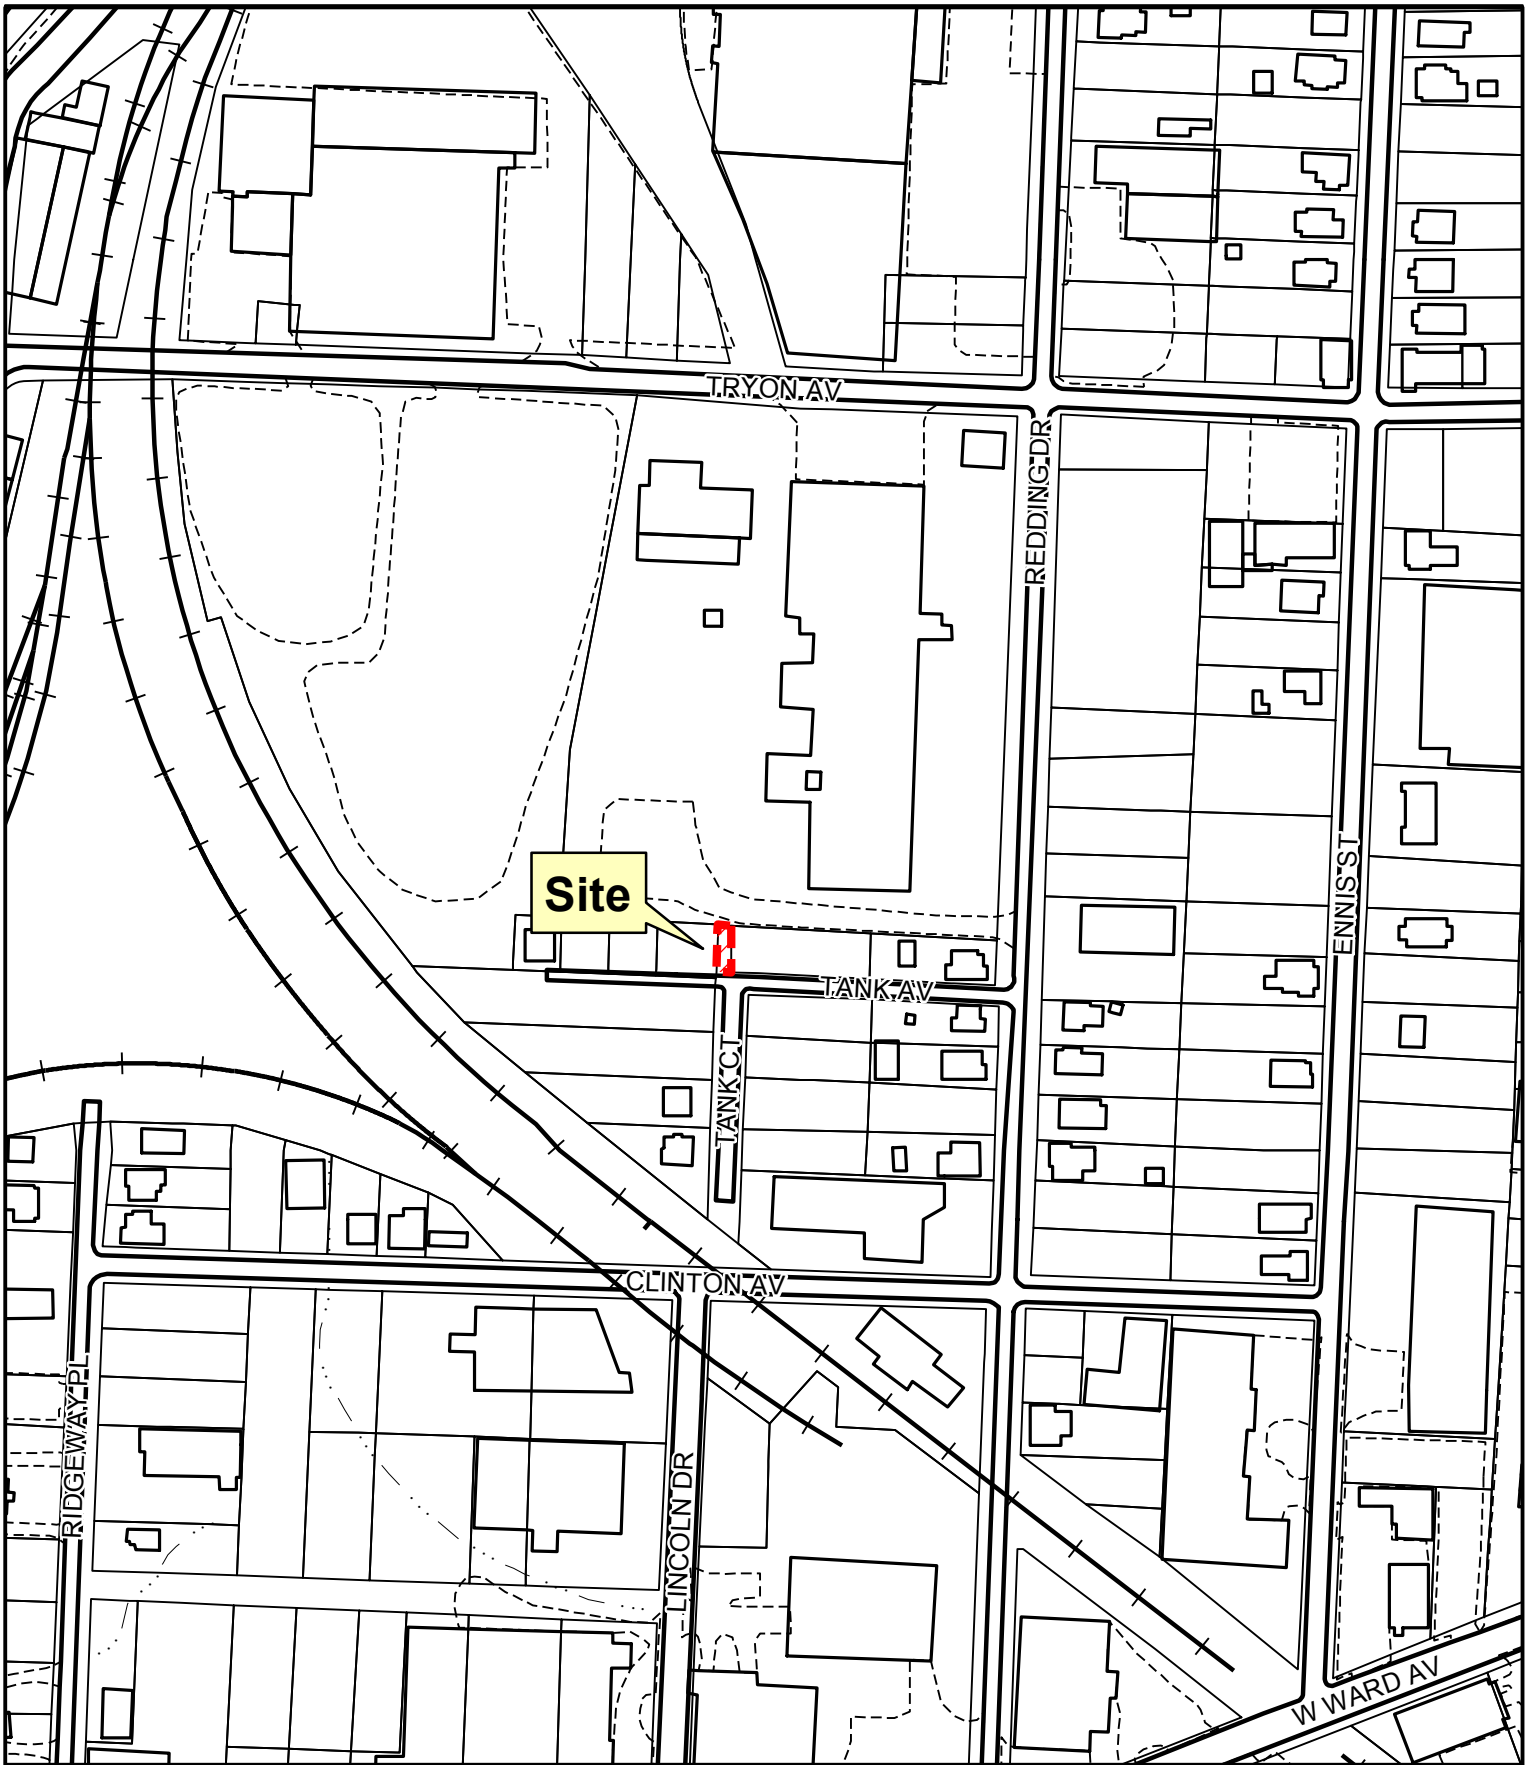 TRYON AV
REDDING DR
ENNIS ST
Site
TANK AV
TANK CT
CLINTON AV
RIDGEWAY PL
LINCOLN DR
W WARD AV